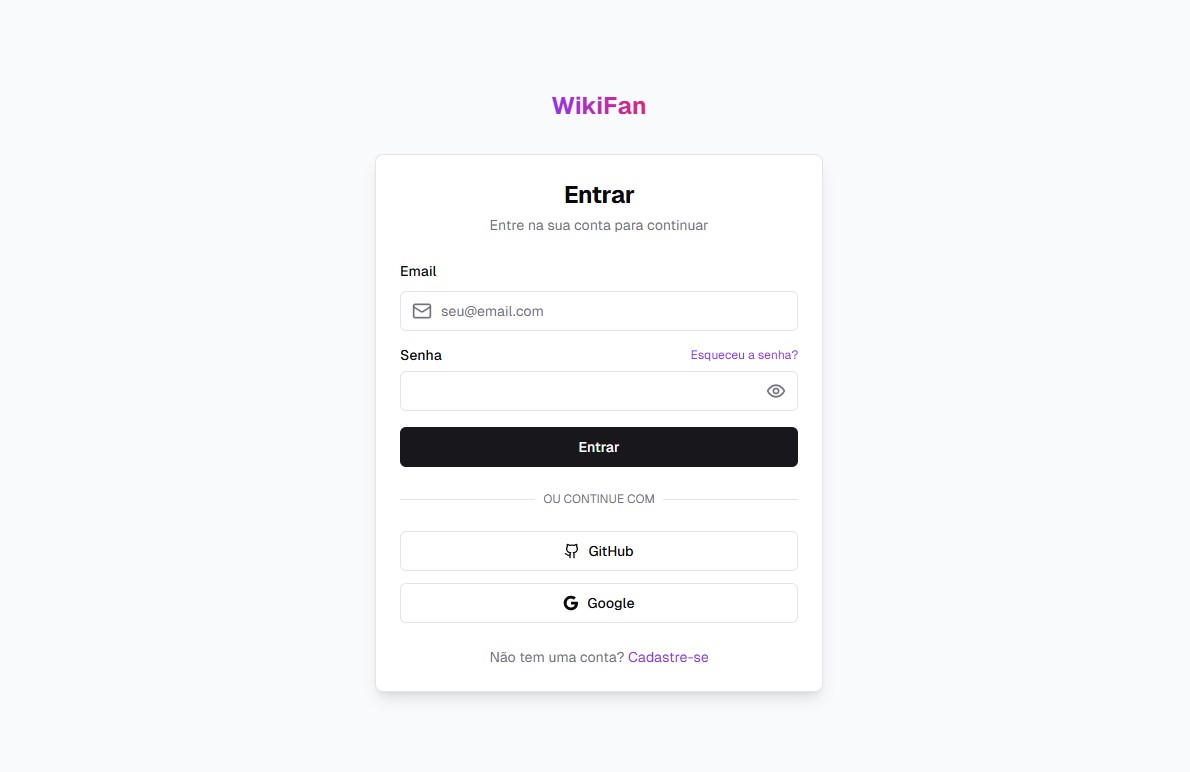 WikiFan
Entrar
Entre na sua conta para continuar
Email
seu@email.com
Senha
Esqueceu a senha?
Entrar
OU CONTINUE COM
GitHub
Google
Não tem uma conta? Cadastre-se